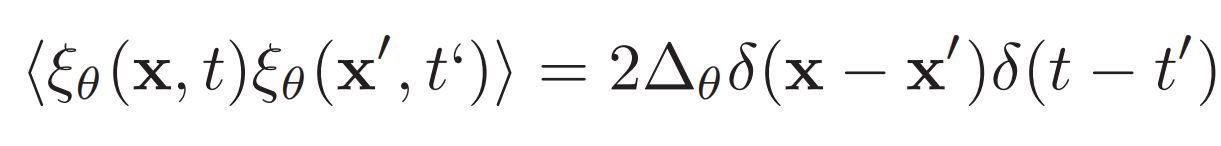 ⟨ξ_θ(𝐱, t)ξ_θ(𝐱′, t‘)⟩ = 2Δ_θδ(𝐱 − 𝐱′)δ(t − t′)